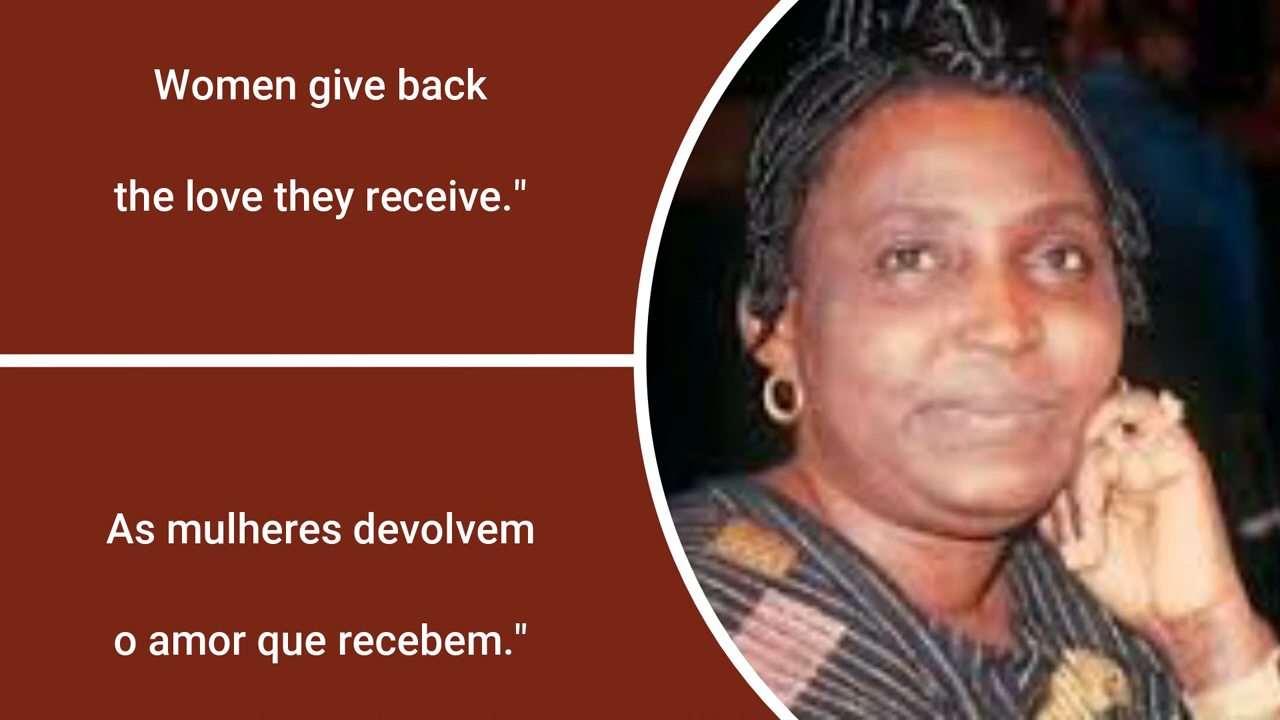 Women give back
the love they receive."
As mulheres devolvem
o amor que recebem."